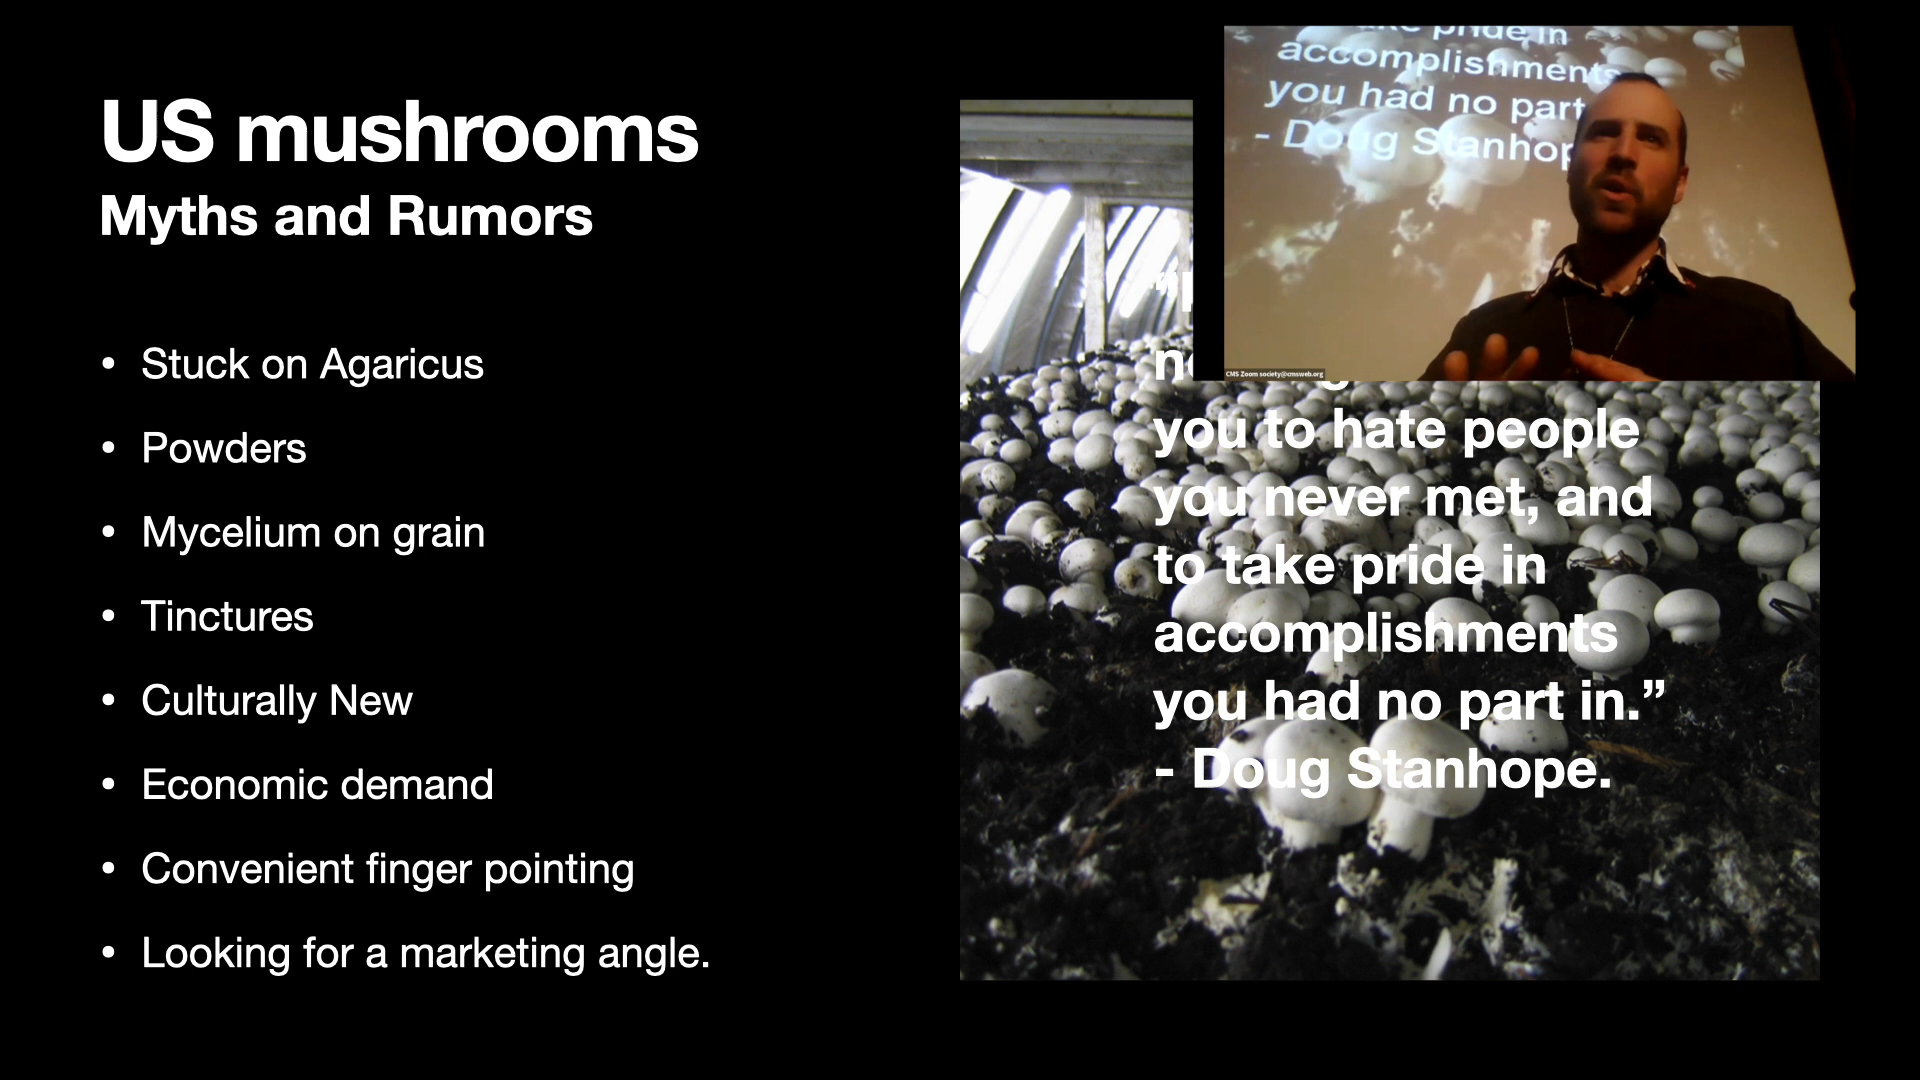 US mushrooms
Myths and Rumors
• Stuck on Agaricus
• Powders
• Mycelium on grain
• Tinctures
• Culturally New
• Economic demand
• Convenient finger pointing
• Looking for a marketing angle.
you to hate people
you never met, and
to take pride in
accomplishments
you had no part in.”
- Doug Stanhope.
pride in
accomplishments
you had no part
- Doug Stanhop
CMS Zoom society@cmsweb.org